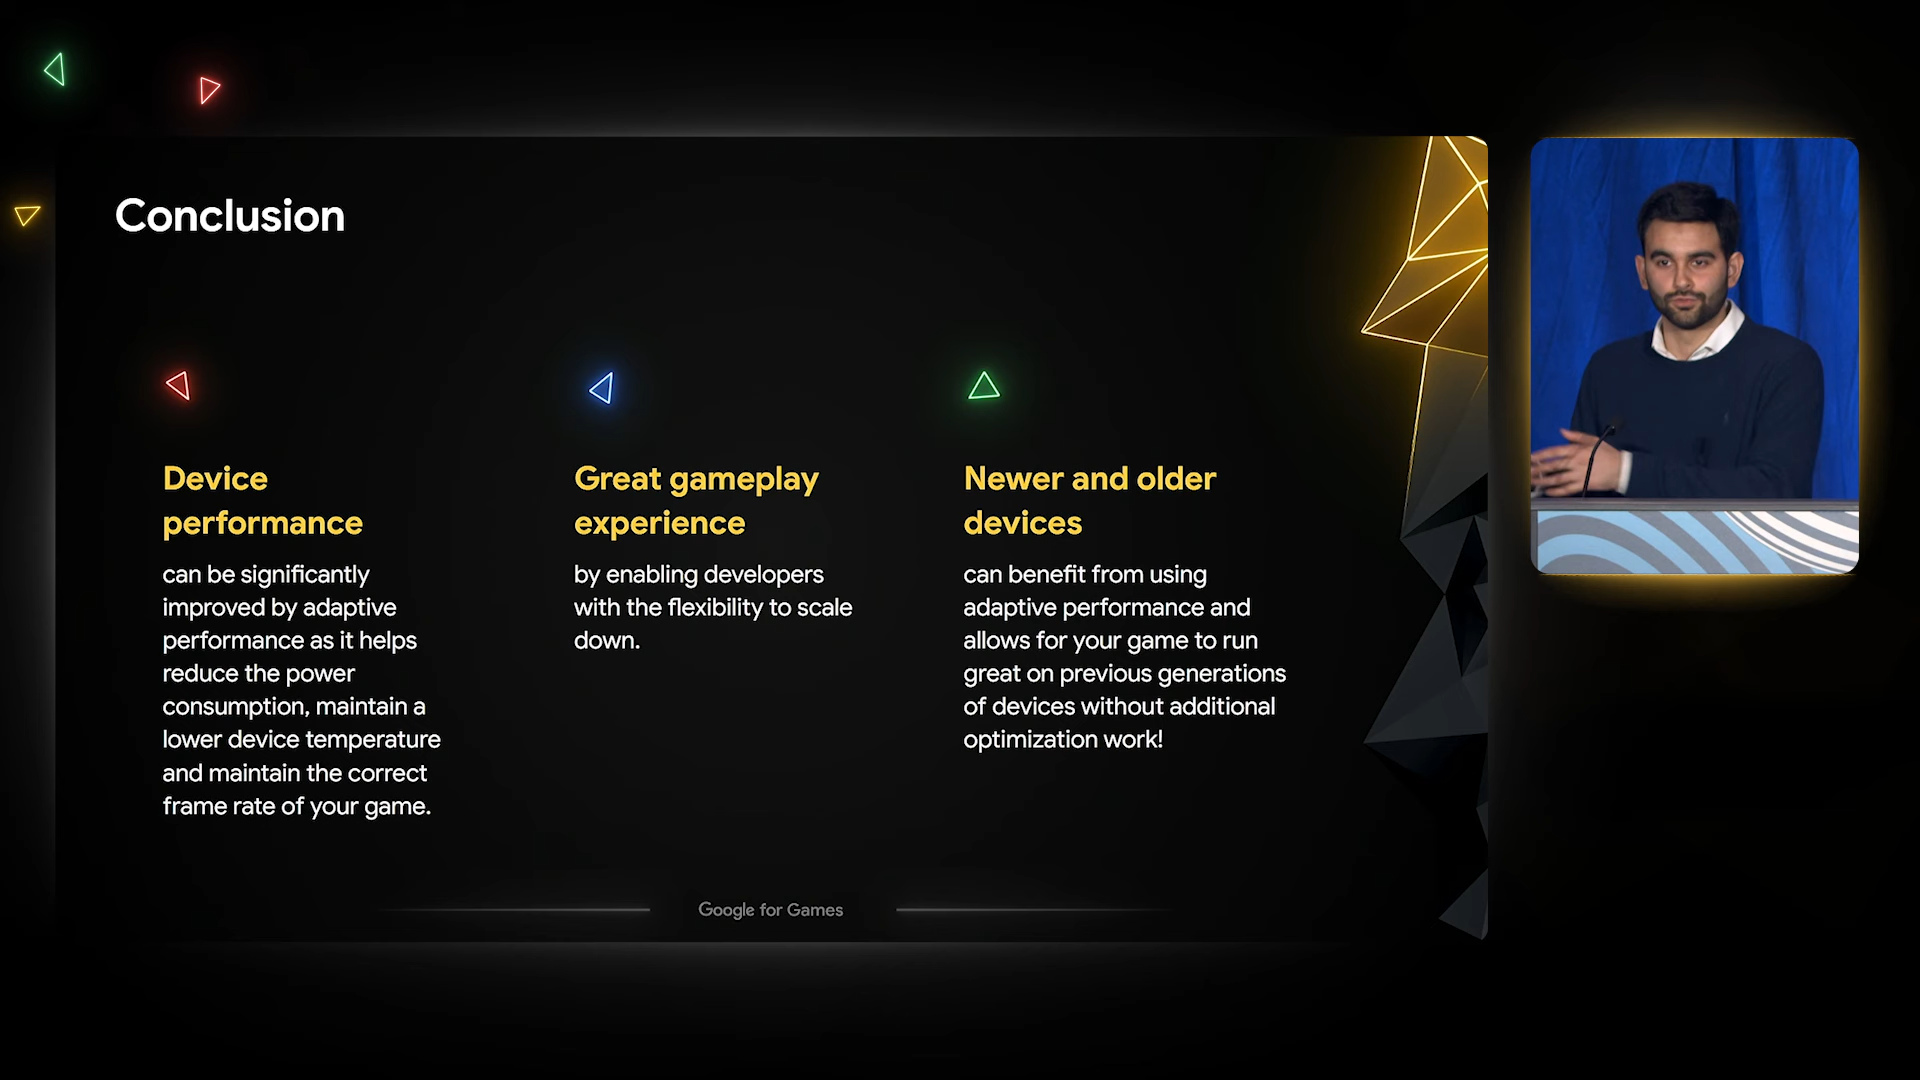 Conclusion
Device
performance
can be significantly
improved by adaptive
performance as it helps
reduce the power
consumption, maintain a
lower device temperature
and maintain the correct
frame rate of your game.
Great gameplay
experience
by enabling developers
with the flexibility to scale
down.
Newer and older
devices
can benefit from using
adaptive performance and
allows for your game to run
great on previous generations
of devices without additional
optimization work!
Google for Games